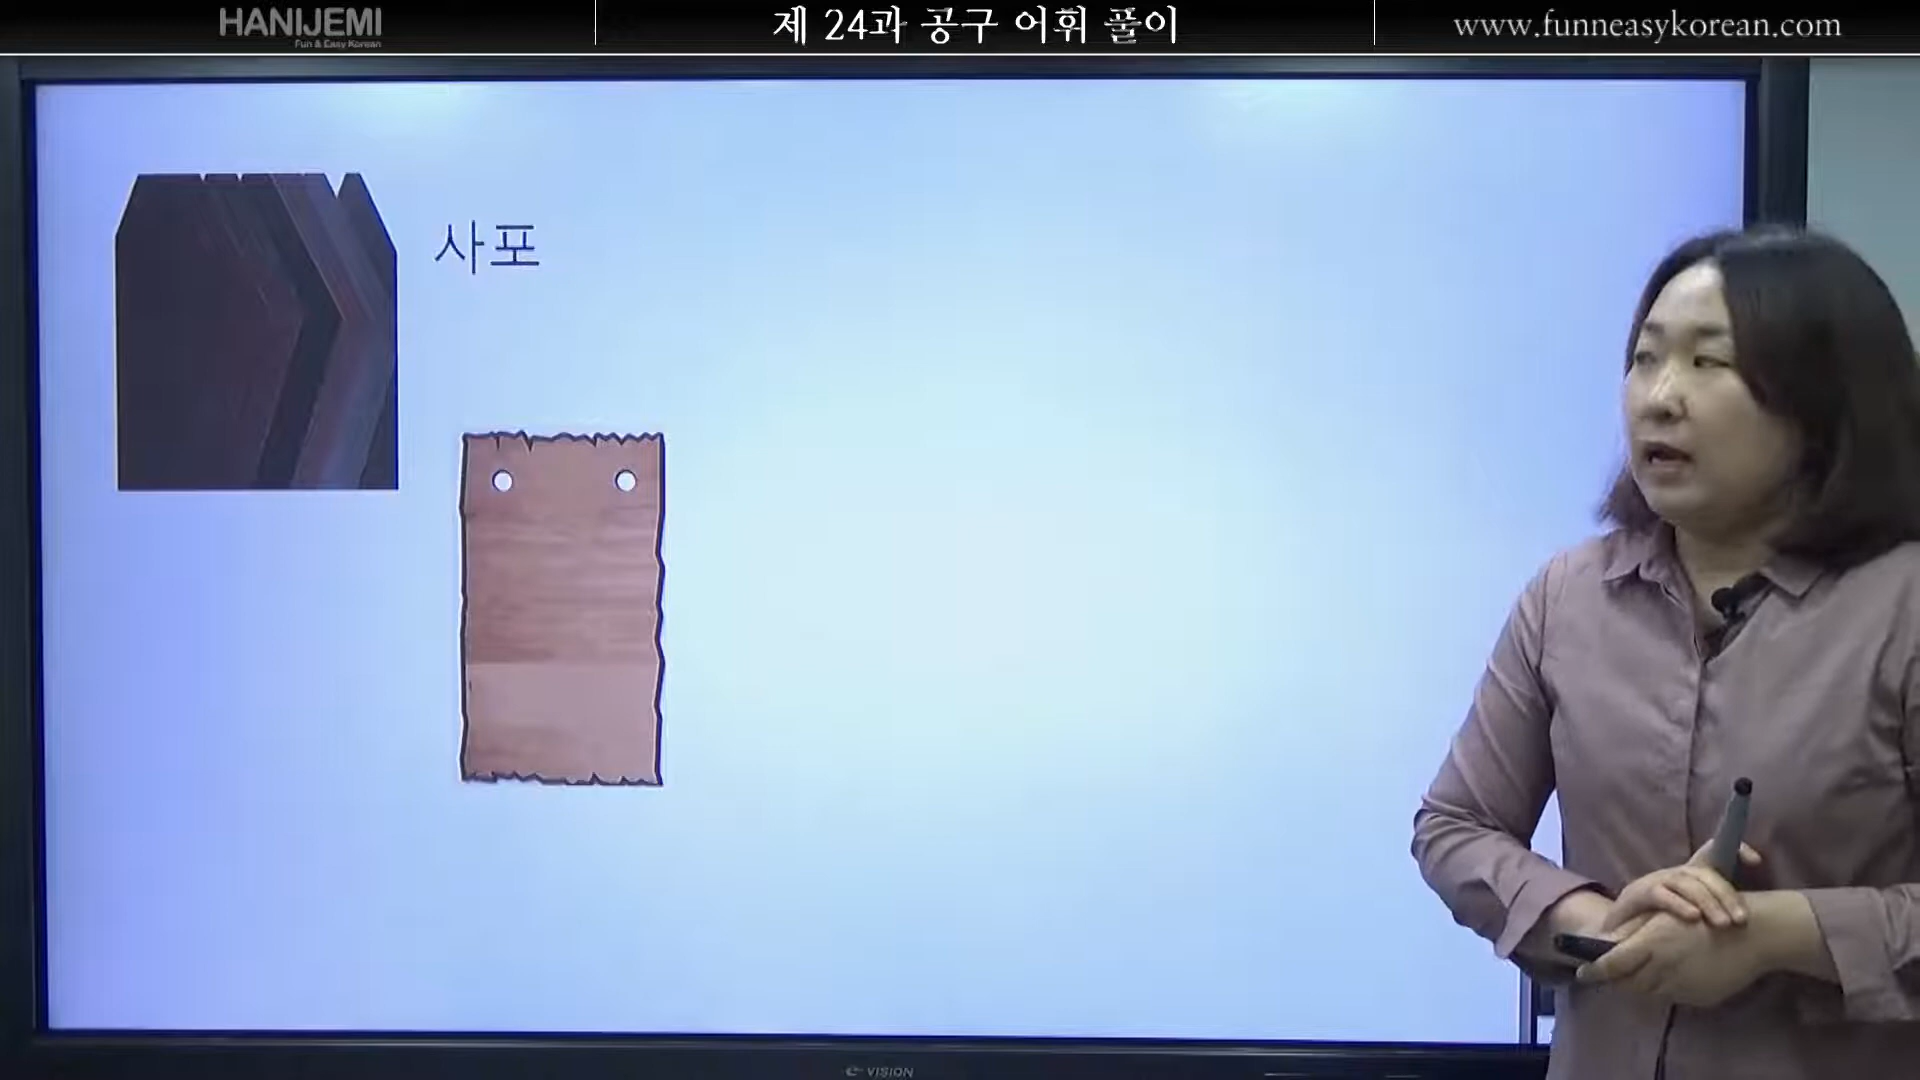 HANIJEMI
Fun & Easy Korean
제 24과 공구 어휘 풀이
www.funneasykorean.com
사포
e-VISION